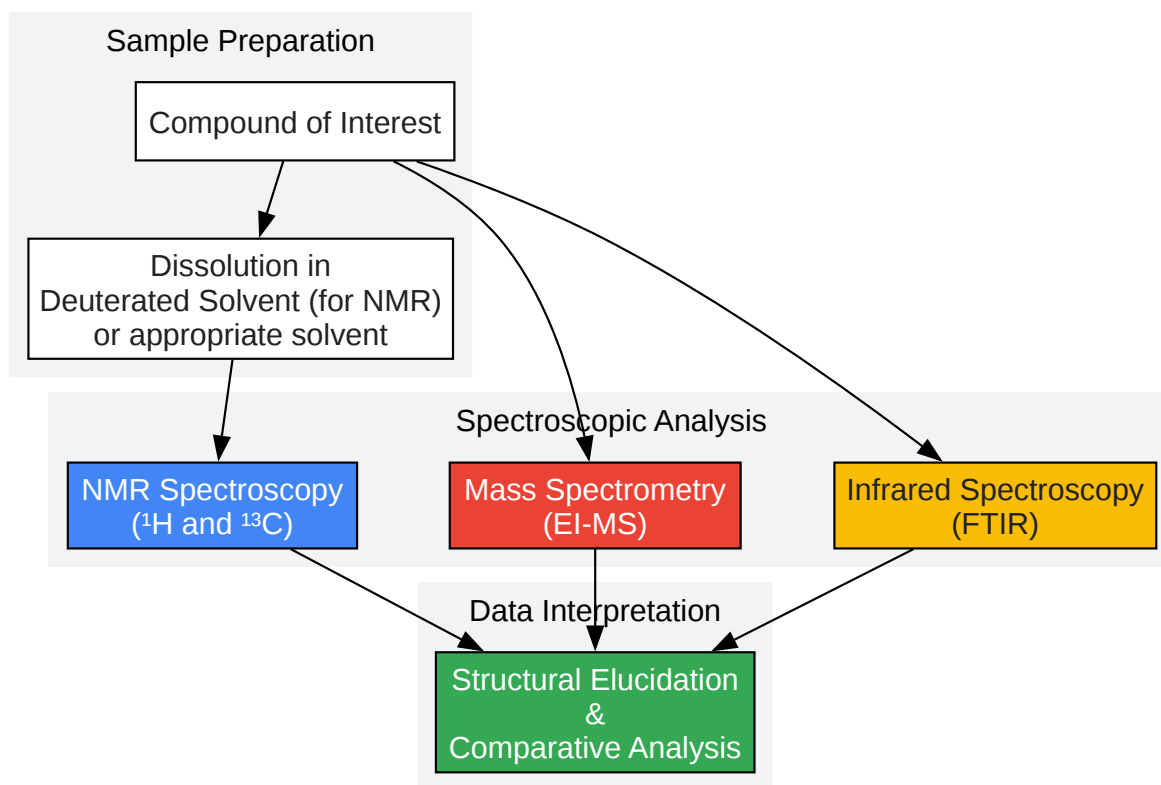 Sample Preparation
Compound of Interest
Dissolution in
Deuterated Solvent (for NMR)
or appropriate solvent
Spectroscopic Analysis
NMR Spectroscopy
(¹H and ¹³C)
Mass Spectrometry
(EI-MS)
Infrared Spectroscopy
(FTIR)
Data Interpretation
Structural Elucidation
&
Comparative Analysis